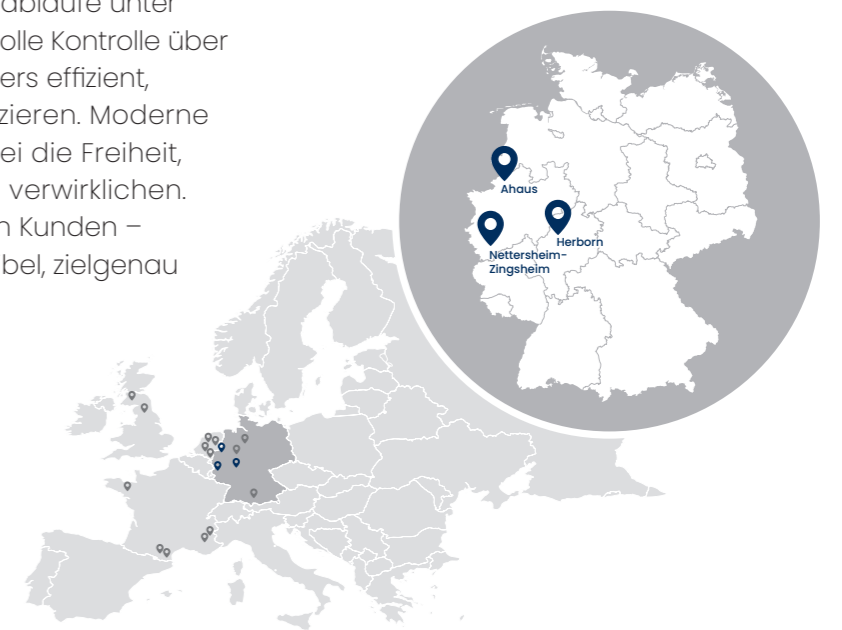 abläufe unter
olle Kontrolle über
ers effizient,
zieren. Moderne
ei die Freiheit,
verwirklichen.
n Kunden –
bel, zielgenau
Ahaus
Herborn
Nettersheim-
Zingsheim